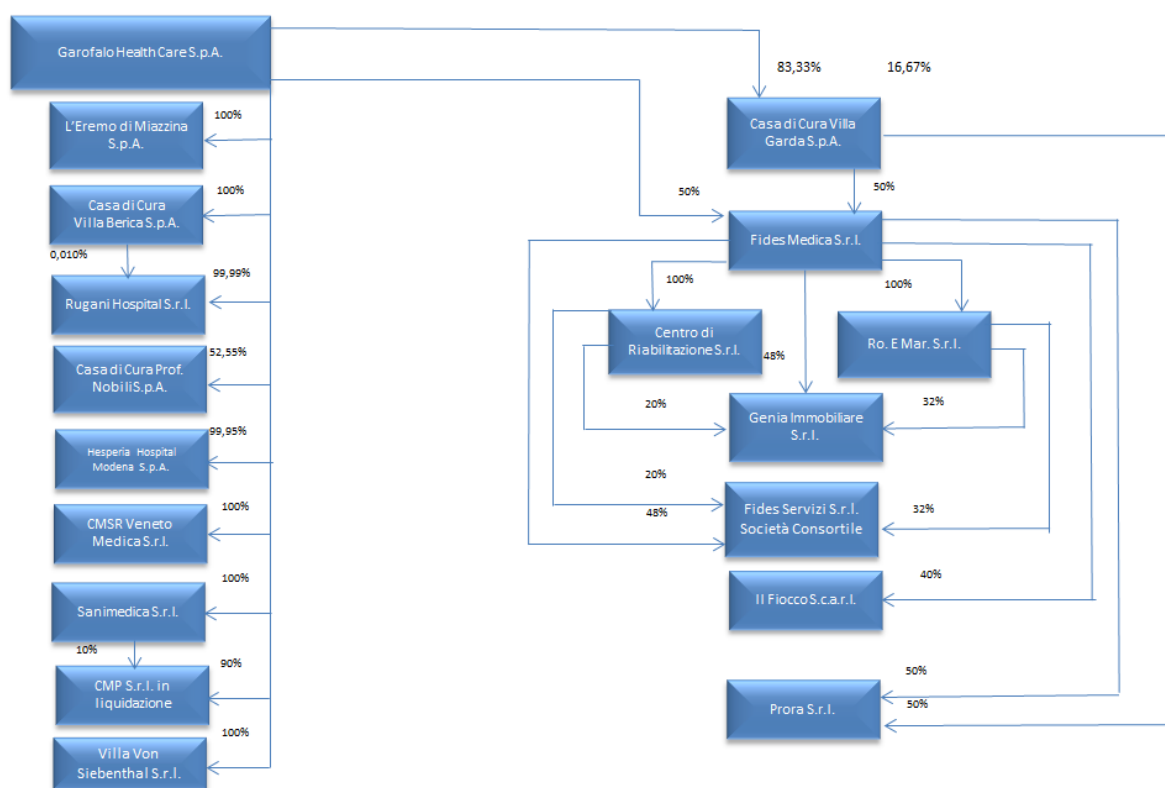 Garofalo Health Care S.p.A.
83,33%
16,67%
L'Eremo di Miazzina
S.p.A.
100%
Casa di Cura Villa
Garda S.p.A.
Casa di Cura
Villa Berica S.p.A.
100%
50%
50%
0,010%
Fides Medica S.r.l.
Rugani Hospital S.r.l.
99,99%
100%
100%
Centro di
Riabilitazione S.r.l.
Ro. E Mar. S.r.l.
Casa di Cura Prof.
Nobili S.p.A.
52,55%
48%
20%
Genia Immobiliare
S.r.l.
32%
Hesperia Hospital
Modena S.p.A.
99,95%
20%
48%
Fides Servizi S.r.l.
Società Consortile
32%
CMSR Veneto
Medica S.r.l.
100%
Il Fiocco S.c.a.r.l.
40%
Sanimedica S.r.l.
100%
10%
CMP S.r.l. in
liquidazione
90%
Prora S.r.l.
50%
50%
Villa Von
Siebenthal S.r.l.
100%